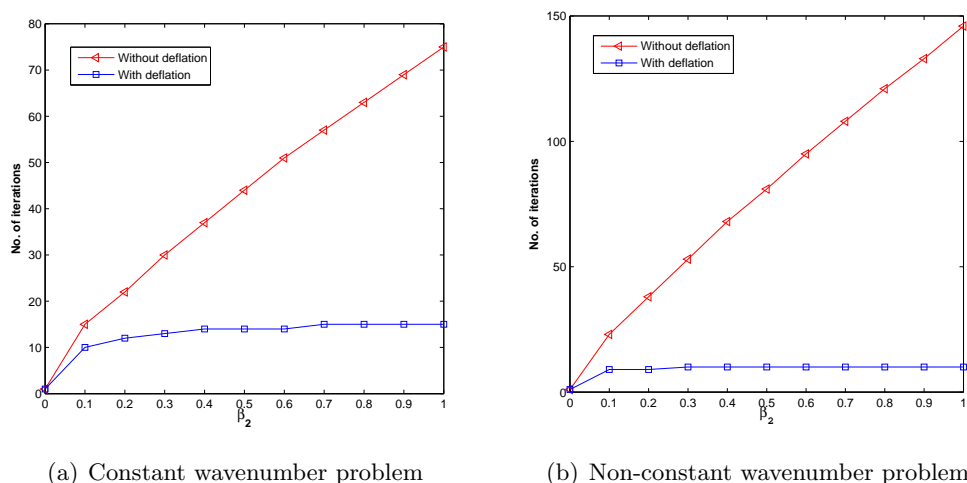 80
70
60
50
40
30
20
10
0
No. of iterations
Without deflation
With deflation
0 0.1 0.2 0.3 0.4 0.5 0.6 0.7 0.8 0.9 1
β2
(a) Constant wavenumber problem
150
100
50
0
No. of iterations
Without deflation
With deflation
0 0.1 0.2 0.3 0.4 0.5 0.6 0.7 0.8 0.9 1
β2
(b) Non-constant wavenumber problem